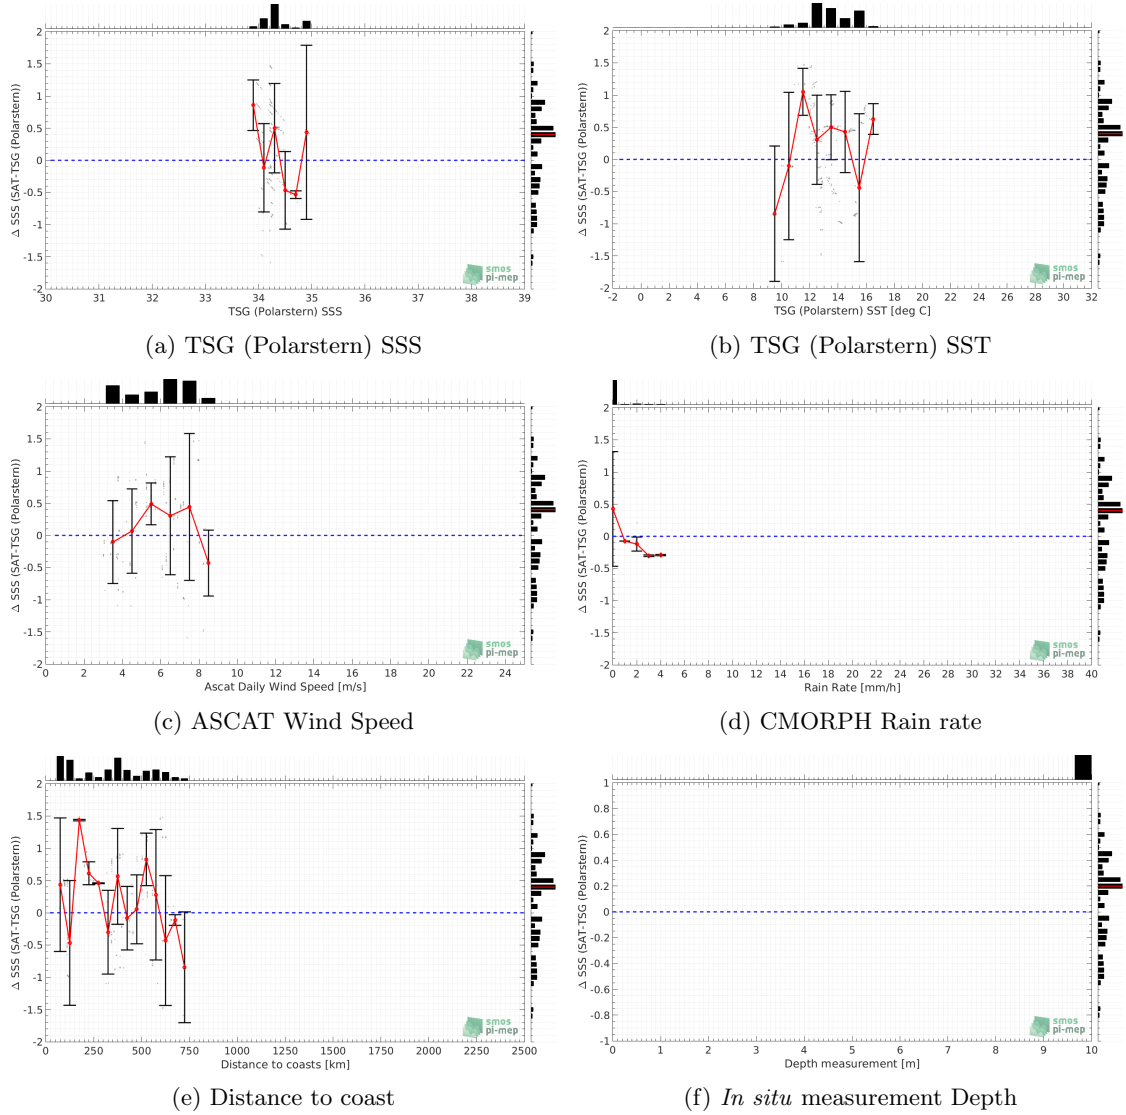 2
1.5
1
0.5
0
-0.5
-1
-1.5
-2
Δ SSS (SAT-TSG (Polarstern))
30 31 32 33 34 35 36 37 38 39
TSG (Polarstern) SSS
smos
pi-mep
(a) TSG (Polarstern) SSS
2
1.5
1
0.5
0
-0.5
-1
-1.5
-2
Δ SSS (SAT-TSG (Polarstern))
-2 0 2 4 6 8 10 12 14 16 18 20 22 24 26 28 30 32
TSG (Polarstern) SST [deg C]
smos
pi-mep
(b) TSG (Polarstern) SST
2
1.5
1
0.5
0
-0.5
-1
-1.5
-2
Δ SSS (SAT-TSG (Polarstern))
0 2 4 6 8 10 12 14 16 18 20 22 24
Ascat Daily Wind Speed [m/s]
smos
pi-mep
(c) ASCAT Wind Speed
2
1.5
1
0.5
0
-0.5
-1
-1.5
-2
Δ SSS (SAT-TSG (Polarstern))
0 2 4 6 8 10 12 14 16 18 20 22 24 26 28 30 32 34 36 38 40
Rain Rate [mm/h]
smos
pi-mep
(d) CMORPH Rain rate
2
1.5
1
0.5
0
-0.5
-1
-1.5
-2
Δ SSS (SAT-TSG (Polarstern))
0 250 500 750 1000 1250 1500 1750 2000 2250 2500
Distance to coasts [km]
smos
pi-mep
(e) Distance to coast
1
0.8
0.6
0.4
0.2
0
-0.2
-0.4
-0.6
-0.8
-1
Δ SSS (SAT-TSG (Polarstern))
0 1 2 3 4 5 6 7 8 9 10
Depth measurement [m]
smos
pi-mep
(f) In situ measurement Depth